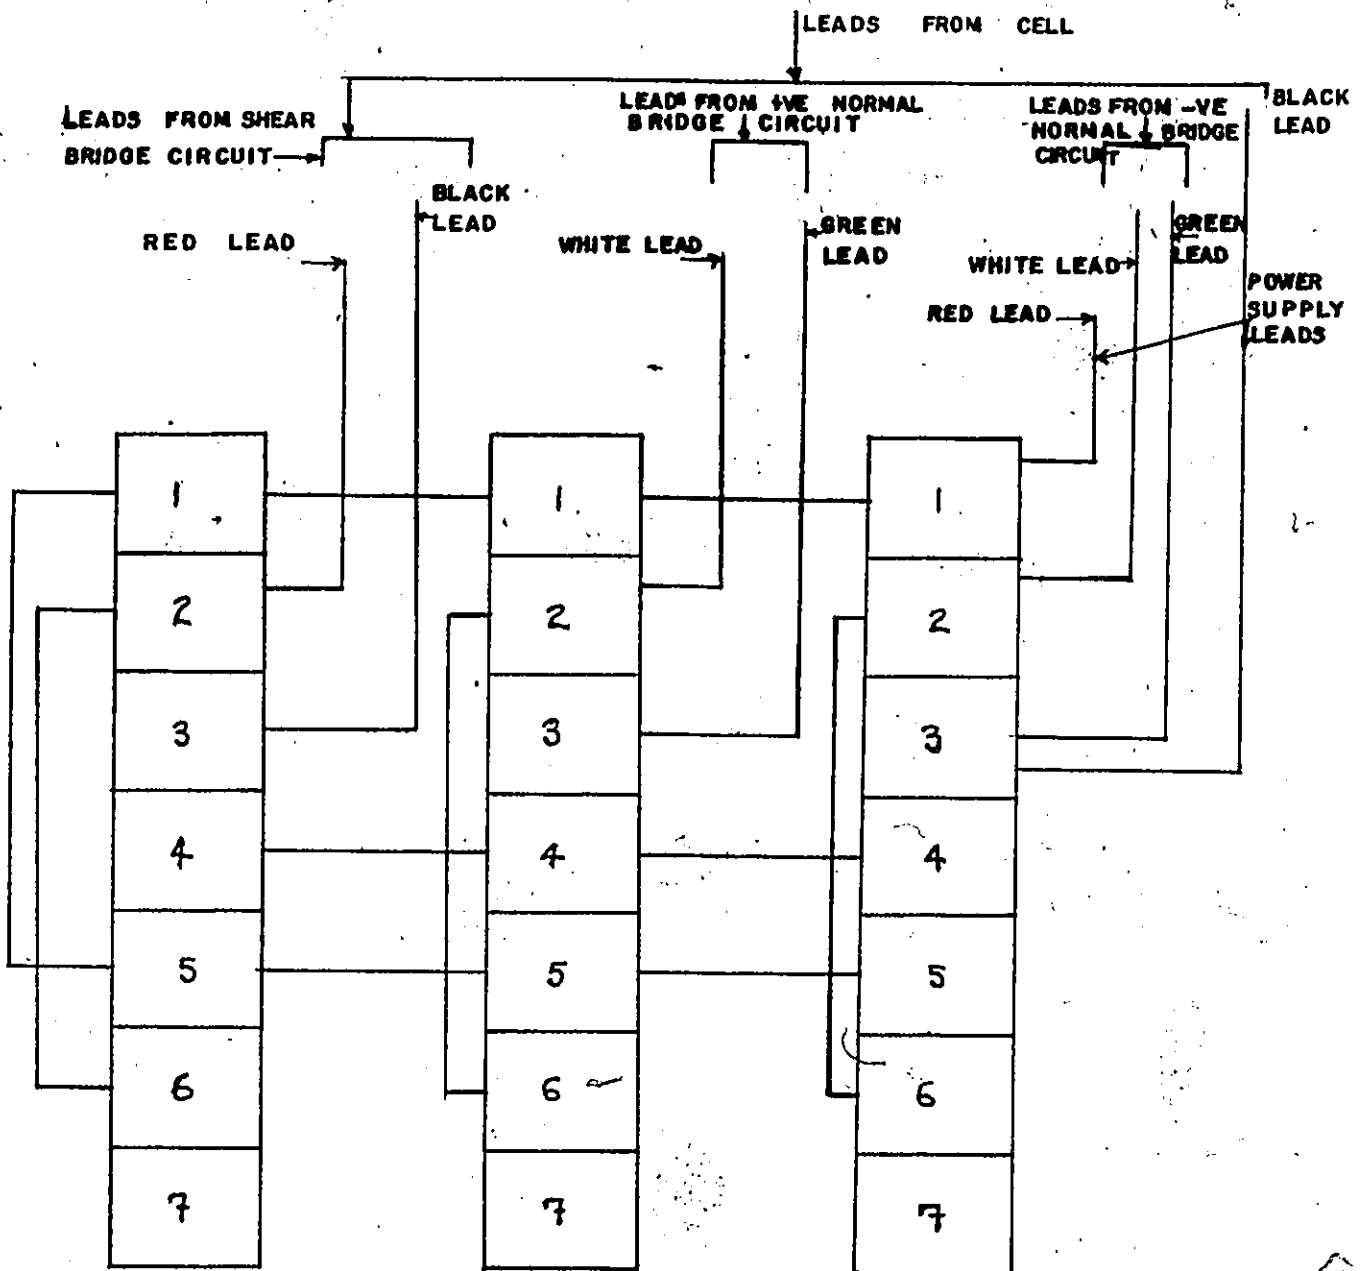 LEADS FROM CELL
LEADS FROM SHEAR
BRIDGE CIRCUIT
LEADS FROM +VE NORMAL
BRIDGE CIRCUIT
LEADS FROM -VE
NORMAL BRIDGE
CIRCUIT
BLACK
LEAD
BLACK
LEAD
RED LEAD
WHITE LEAD
GREEN
LEAD
WHITE LEAD
GREEN
LEAD
RED LEAD
POWER
SUPPLY
LEADS
1
2
3
4
5
6
7
1
2
3
4
5
6
7
1
2
3
4
5
6
7